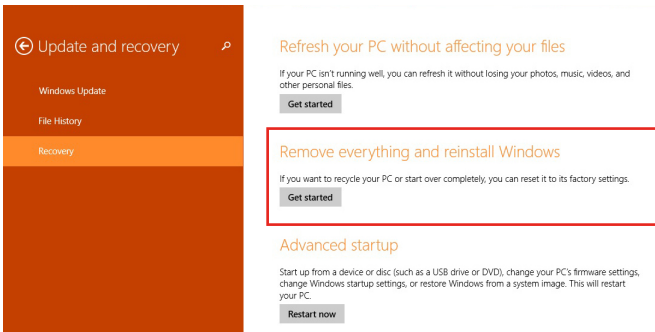 Update and recovery
Windows Update
File History
Recovery
Refresh your PC without affecting your files
If your PC isn't running well, you can refresh it without losing your photos, music, videos, and
other personal files.
Get started
Remove everything and reinstall Windows
If you want to recycle your PC or start over completely, you can reset it to its factory settings.
Get started
Advanced startup
Start up from a device or disc (such as a USB drive or DVD), change your PC's firmware settings,
change Windows startup settings, or restore Windows from a system image. This will restart
your PC.
Restart now